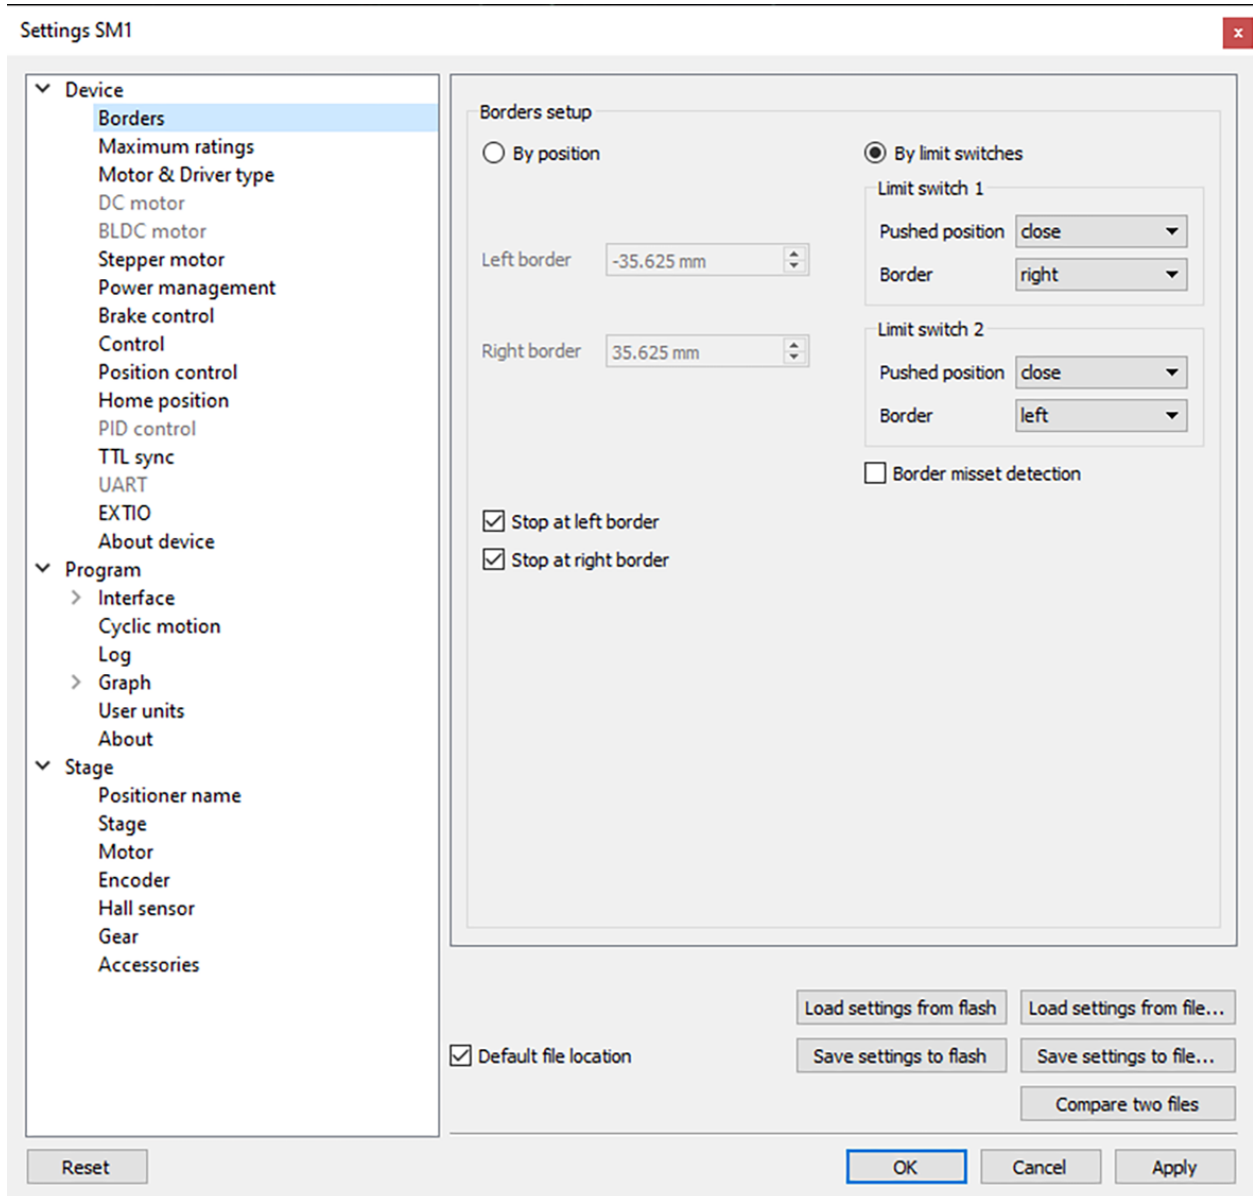 Settings SM1
x
Device
Borders
Maximum ratings
Motor & Driver type
DC motor
BLDC motor
Stepper motor
Power management
Brake control
Control
Position control
Home position
PID control
TTL sync
UART
EXTIO
About device
Program
Interface
Cyclic motion
Log
Graph
User units
About
Stage
Positioner name
Stage
Motor
Encoder
Hall sensor
Gear
Accessories
Borders setup
By position
Left border -35.625 mm
Right border 35.625 mm
By limit switches
Limit switch 1
Pushed position close
Border right
Limit switch 2
Pushed position close
Border left
Border misset detection
Stop at left border
Stop at right border
Load settings from flash Load settings from file...
Default file location Save settings to flash Save settings to file...
Compare two files
Reset OK Cancel Apply